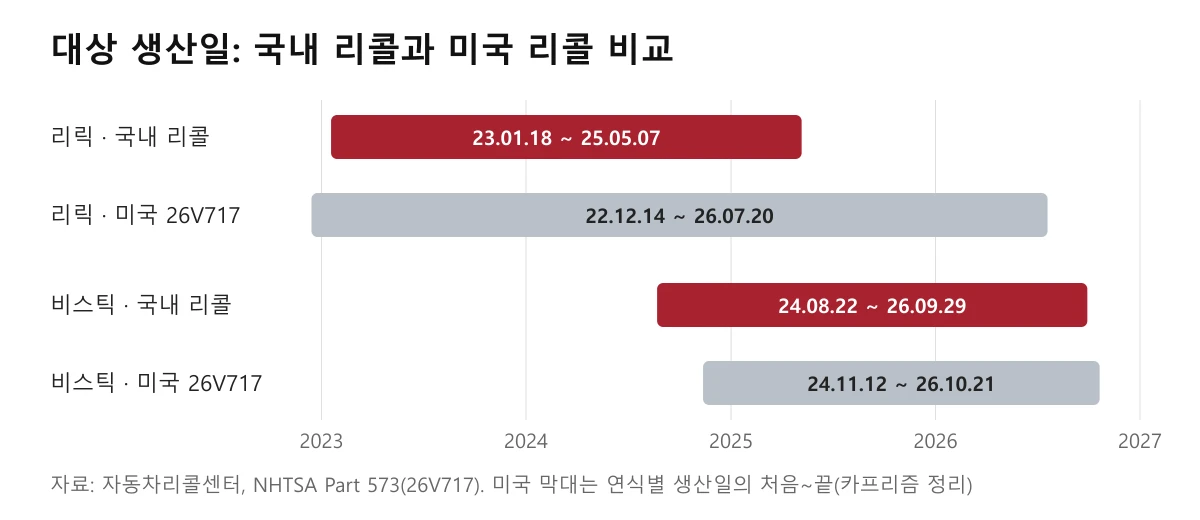 대상 생산일: 국내 리콜과 미국 리콜 비교
리릭 · 국내 리콜
23.01.18 ~ 25.05.07
리릭 · 미국 26V717
22.12.14 ~ 26.07.20
비스틱 · 국내 리콜
24.08.22 ~ 26.09.29
비스틱 · 미국 26V717
24.11.12 ~ 26.10.21
2023 2024 2025 2026 2027
자료: 자동차리콜센터, NHTSA Part 573(26V717). 미국 막대는 연식별 생산일의 처음~끝(카프리즘 정리)